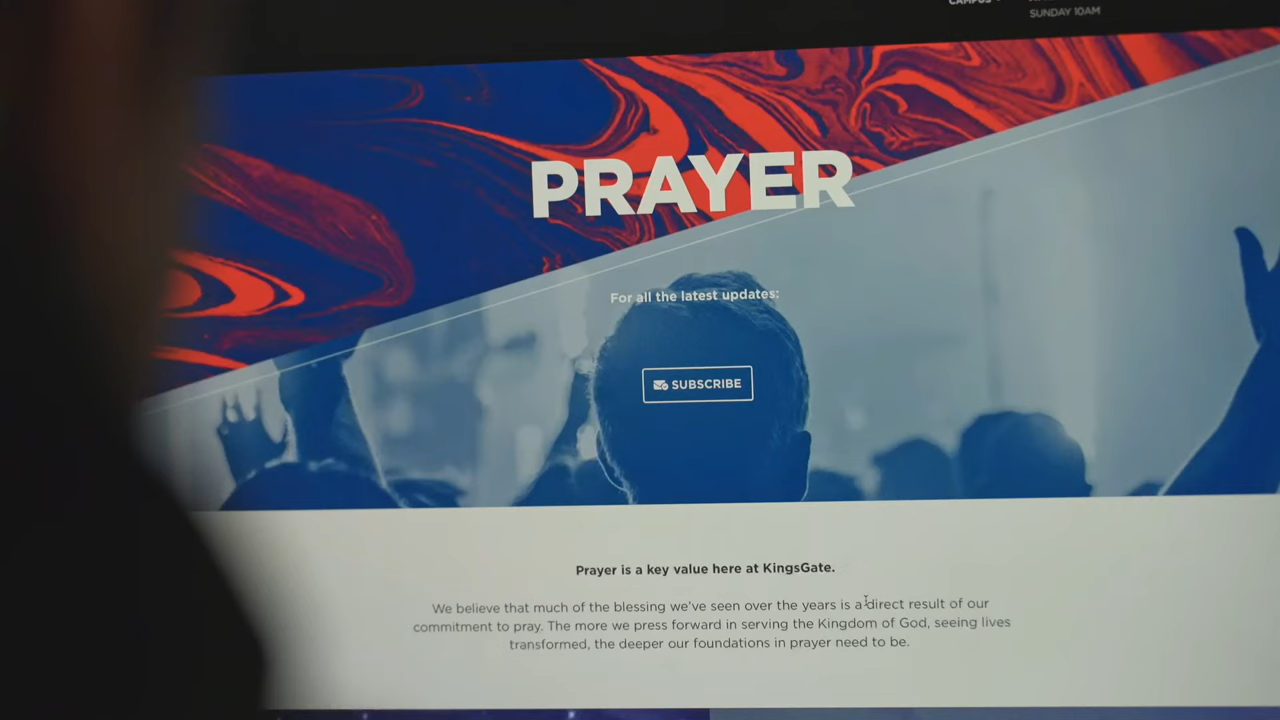 CAMPUS
SUNDAY 10AM
PRAYER
For all the latest updates:
SUBSCRIBE
Prayer is a key value here at KingsGate.
We believe that much of the blessing we've seen over the years is a direct result of our
commitment to pray. The more we press forward in serving the Kingdom of God, seeing lives
transformed, the deeper our foundations in prayer need to be.